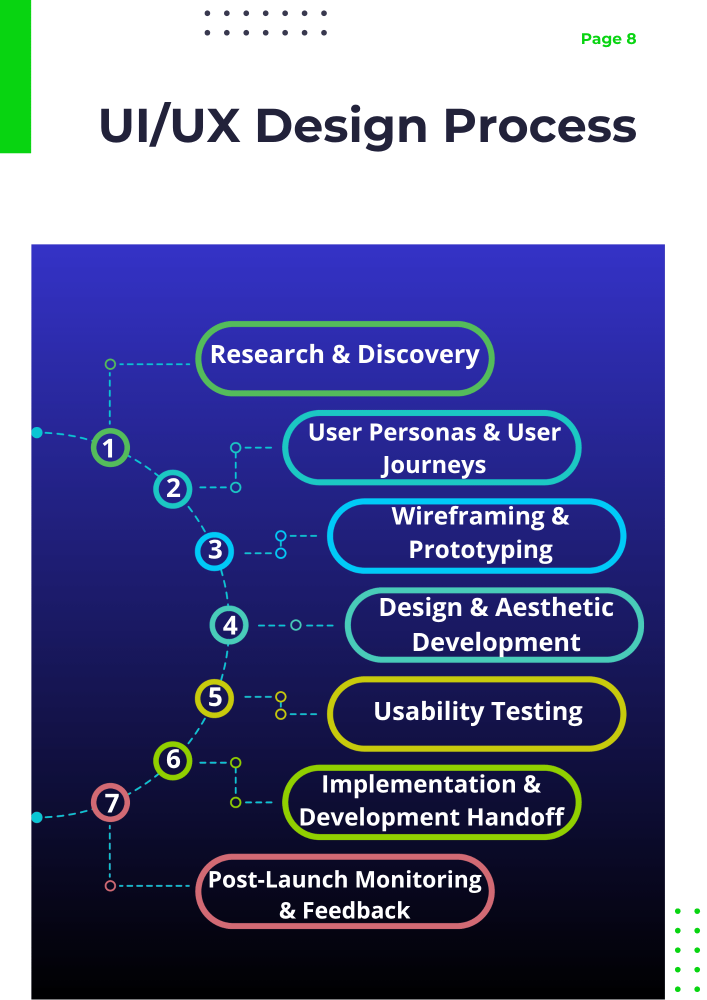 Page 8
UI/UX Design Process
Research & Discovery
1
User Personas & User
Journeys
2
Wireframing &
Prototyping
3
Design & Aesthetic
Development
4
Usability Testing
5
Implementation &
Development Handoff
6
7
Post-Launch Monitoring
& Feedback